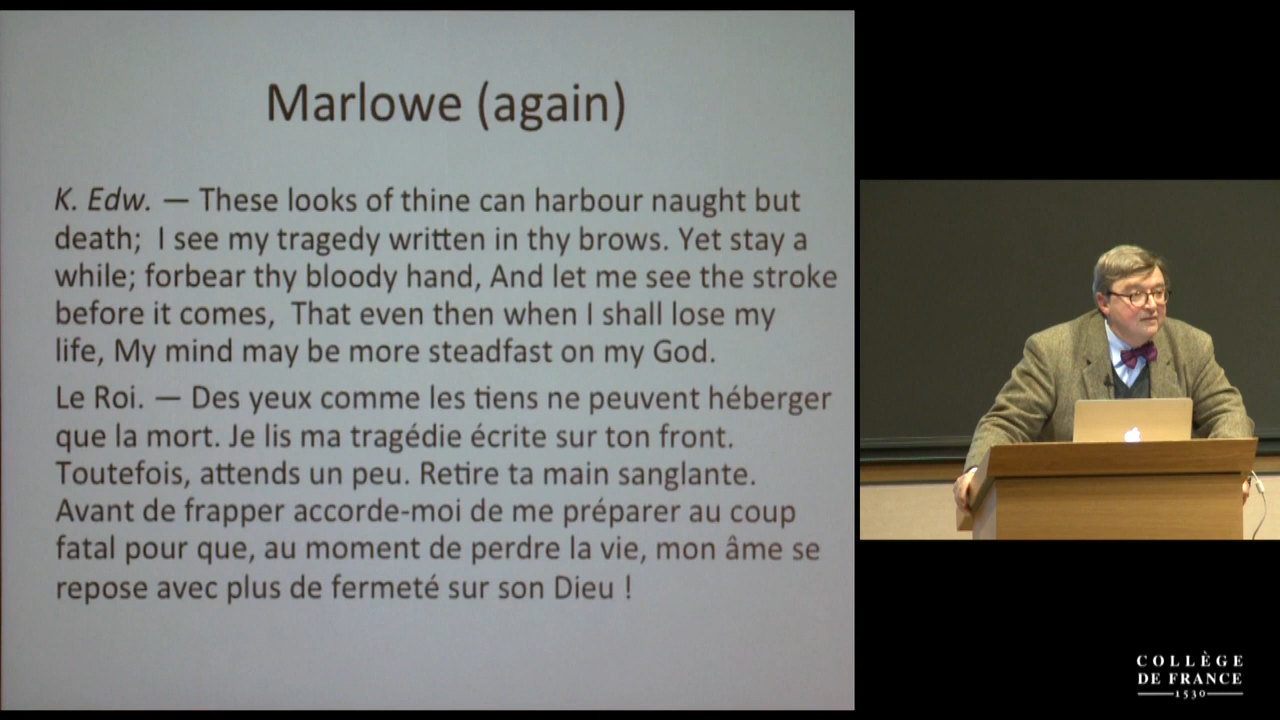 Marlowe (again)
K. Edw. — These looks of thine can harbour naught but
death; I see my tragedy written in thy brows. Yet stay a
while; forbear thy bloody hand, And let me see the stroke
before it comes, That even then when I shall lose my
life, My mind may be more steadfast on my God.
Le Roi. — Des yeux comme les tiens ne peuvent héberger
que la mort. Je lis ma tragédie écrite sur ton front.
Toutefois, attends un peu. Retire ta main sanglante.
Avant de frapper accorde-moi de me préparer au coup
fatal pour que, au moment de perdre la vie, mon âme se
repose avec plus de fermeté sur son Dieu !
COLLÈGE
DE FRANCE
1530